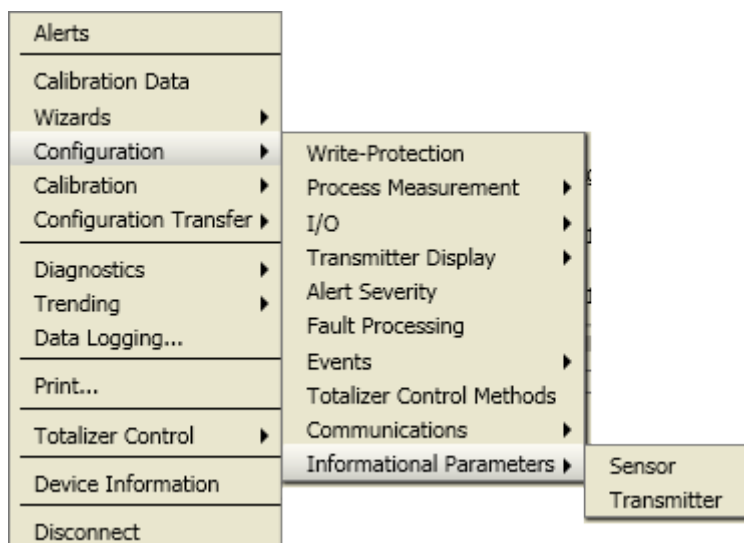 Alerts
Calibration Data
Wizards
Configuration
Calibration
Configuration Transfer
Diagnostics
Trending
Data Logging...
Print...
Totalizer Control
Device Information
Disconnect
Write-Protection
Process Measurement
I/O
Transmitter Display
Alert Severity
Fault Processing
Events
Totalizer Control Methods
Communications
Informational Parameters
Sensor
Transmitter